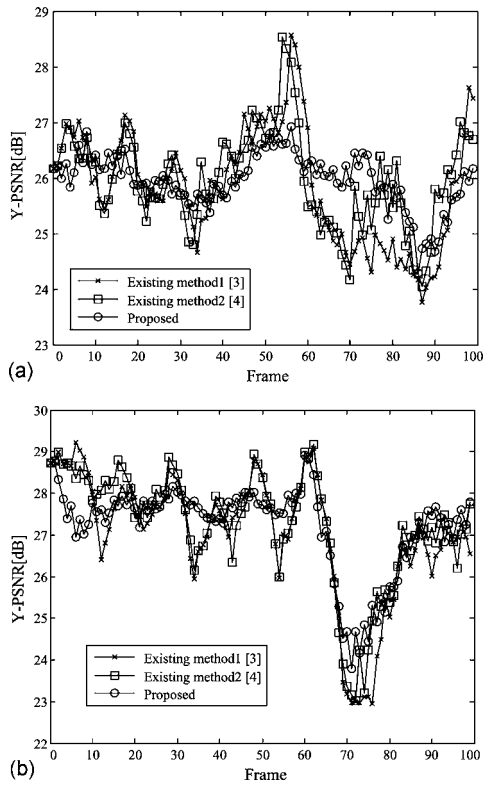 29
28
27
26
25
24
23
Y-PSNR[dB]
Existing method1 [3]
Existing method2 [4]
Proposed
0 10 20 30 40 50 60 70 80 90 100
Frame
(a)
30
29
28
27
26
25
24
23
22
Y-PSNR[dB]
Existing method1 [3]
Existing method2 [4]
Proposed
0 10 20 30 40 50 60 70 80 90 100
Frame
(b)